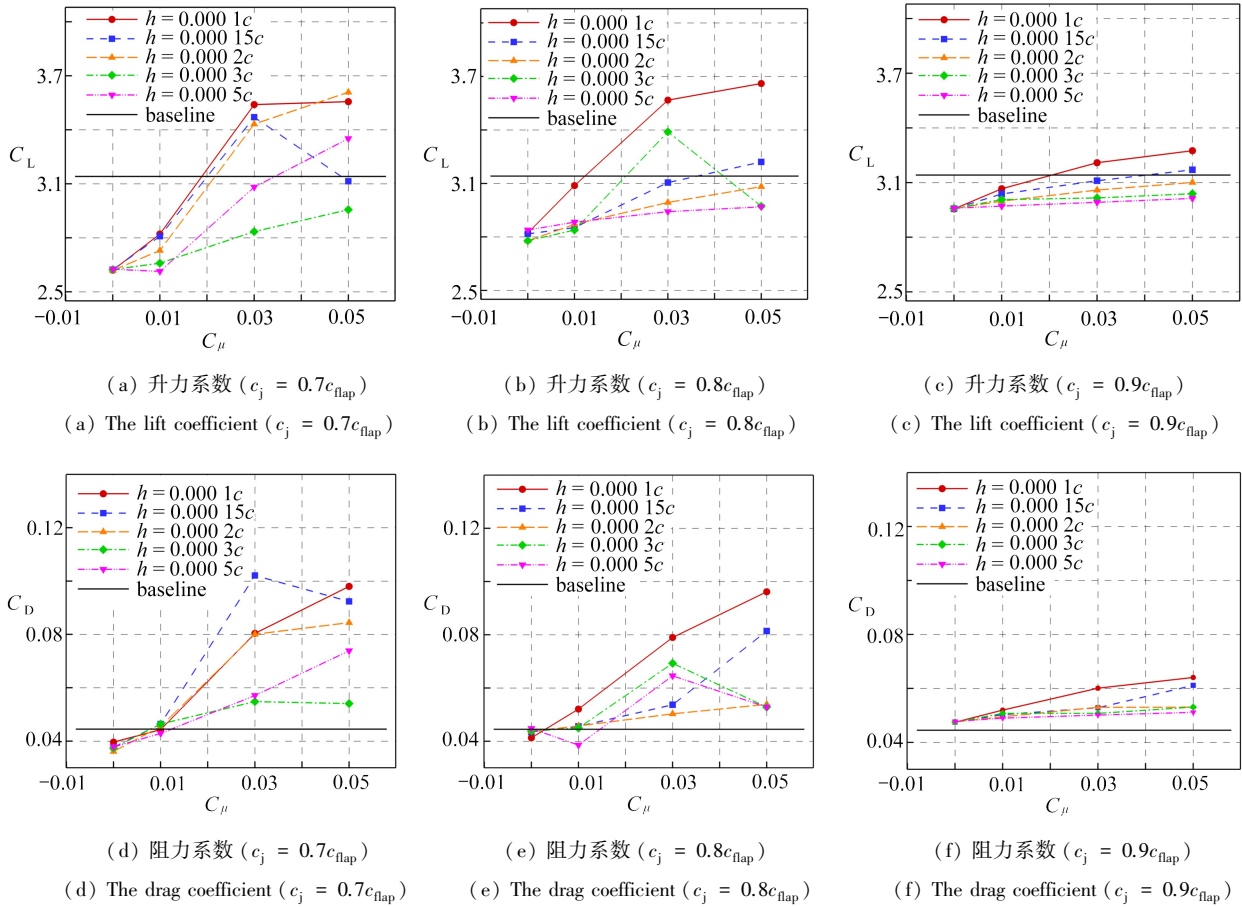 h = 0.000 1c
h = 0.000 15c
h = 0.000 2c
h = 0.000 3c
h = 0.000 5c
baseline
3.7
C_L
3.1
2.5
−0.01 0.01 0.03 0.05
C_μ
(a) 升力系数 (c_j = 0.7c_flap)
(a) The lift coefficient (c_j = 0.7c_flap)
h = 0.000 1c
h = 0.000 15c
h = 0.000 2c
h = 0.000 3c
h = 0.000 5c
baseline
3.7
C_L
3.1
2.5
−0.01 0.01 0.03 0.05
C_μ
(b) 升力系数 (c_j = 0.8c_flap)
(b) The lift coefficient (c_j = 0.8c_flap)
h = 0.000 1c
h = 0.000 15c
h = 0.000 2c
h = 0.000 3c
h = 0.000 5c
baseline
3.7
C_L
3.1
2.5
−0.01 0.01 0.03 0.05
C_μ
(c) 升力系数 (c_j = 0.9c_flap)
(c) The lift coefficient (c_j = 0.9c_flap)
h = 0.000 1c
h = 0.000 15c
h = 0.000 2c
h = 0.000 3c
h = 0.000 5c
baseline
0.12
C_D
0.08
0.04
−0.01 0.01 0.03 0.05
C_μ
(d) 阻力系数 (c_j = 0.7c_flap)
(d) The drag coefficient (c_j = 0.7c_flap)
h = 0.000 1c
h = 0.000 15c
h = 0.000 2c
h = 0.000 3c
h = 0.000 5c
baseline
0.12
C_D
0.08
0.04
−0.01 0.01 0.03 0.05
C_μ
(e) 阻力系数 (c_j = 0.8c_flap)
(e) The drag coefficient (c_j = 0.8c_flap)
h = 0.000 1c
h = 0.000 15c
h = 0.000 2c
h = 0.000 3c
h = 0.000 5c
baseline
0.12
C_D
0.08
0.04
−0.01 0.01 0.03 0.05
C_μ
(f) 阻力系数 (c_j = 0.9c_flap)
(f) The drag coefficient (c_j = 0.9c_flap)